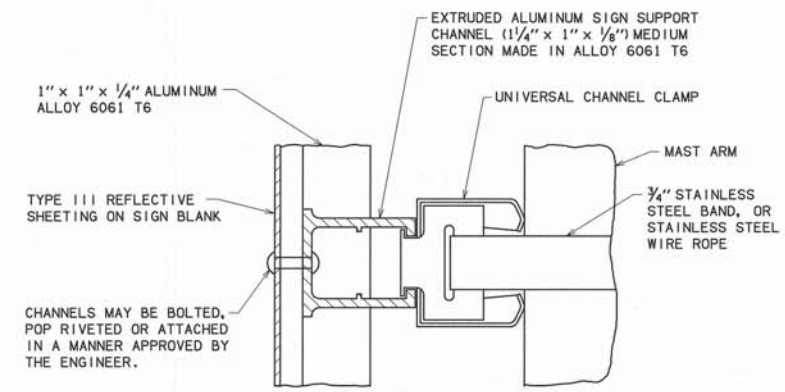 EXTRUDED ALUMINUM SIGN SUPPORT
CHANNEL (1 1/4" x 1" x 1/8") MEDIUM
SECTION MADE IN ALLOY 6061 T6
1" x 1" x 1/4" ALUMINUM
ALLOY 6061 T6
UNIVERSAL CHANNEL CLAMP
MAST ARM
TYPE III REFLECTIVE
SHEETING ON SIGN BLANK
3/4" STAINLESS
STEEL BAND, OR
STAINLESS STEEL
WIRE ROPE
CHANNELS MAY BE BOLTED,
POP RIVETED OR ATTACHED
IN A MANNER APPROVED BY
THE ENGINEER.